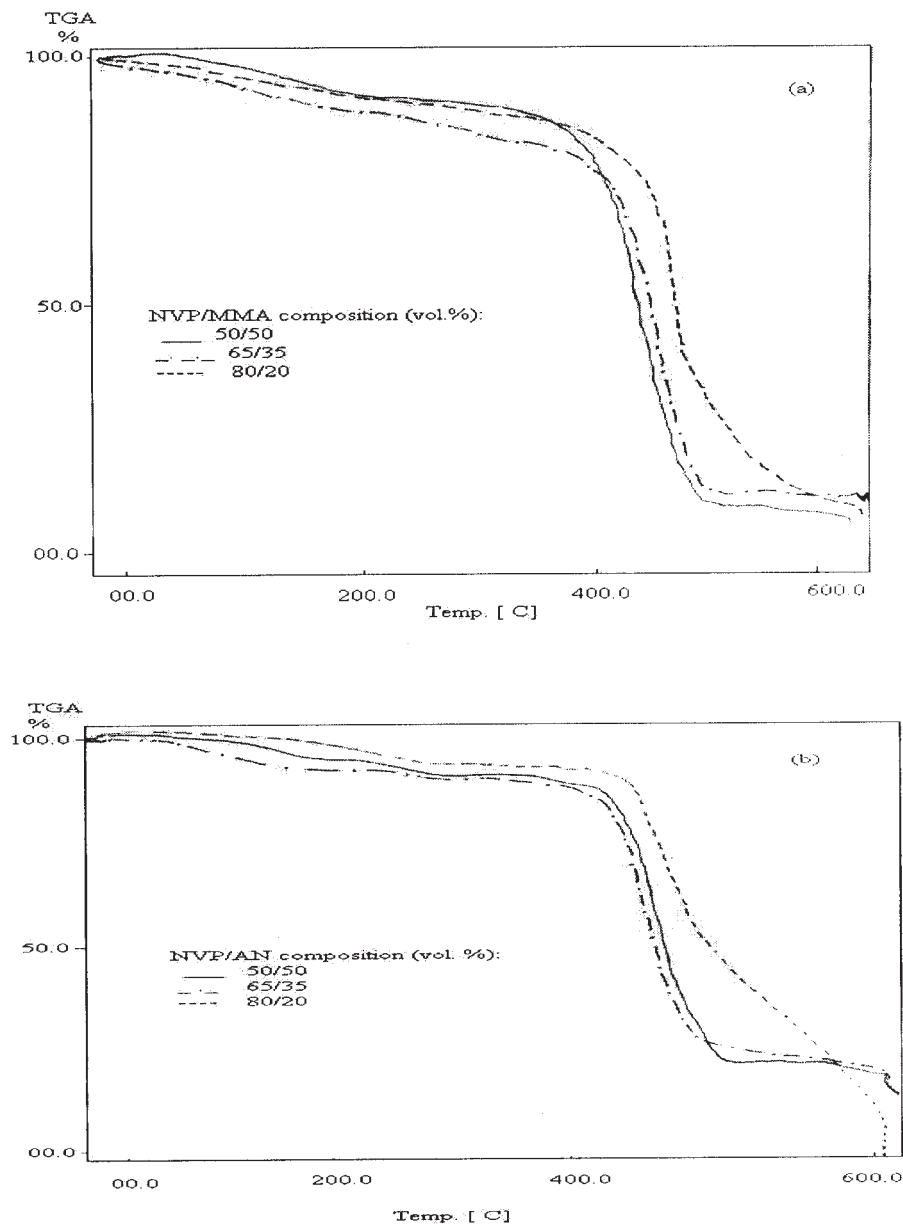 TGA
%
100.0
(a)
50.0
NVP/MMA composition (vol.%):
50/50
65/35
80/20
00.0
00.0 200.0 400.0 600.0
Temp. [ C]
TGA
%
100.0
(b)
50.0
NVP/AN composition (vol. %):
50/50
65/35
80/20
00.0
00.0 200.0 400.0 600.0
Temp. [ C]